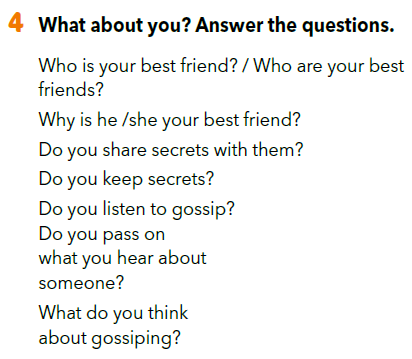 4 What about you? Answer the questions.
Who is your best friend? / Who are your best
friends?
Why is he /she your best friend?
Do you share secrets with them?
Do you keep secrets?
Do you listen to gossip?
Do you pass on
what you hear about
someone?
What do you think
about gossiping?